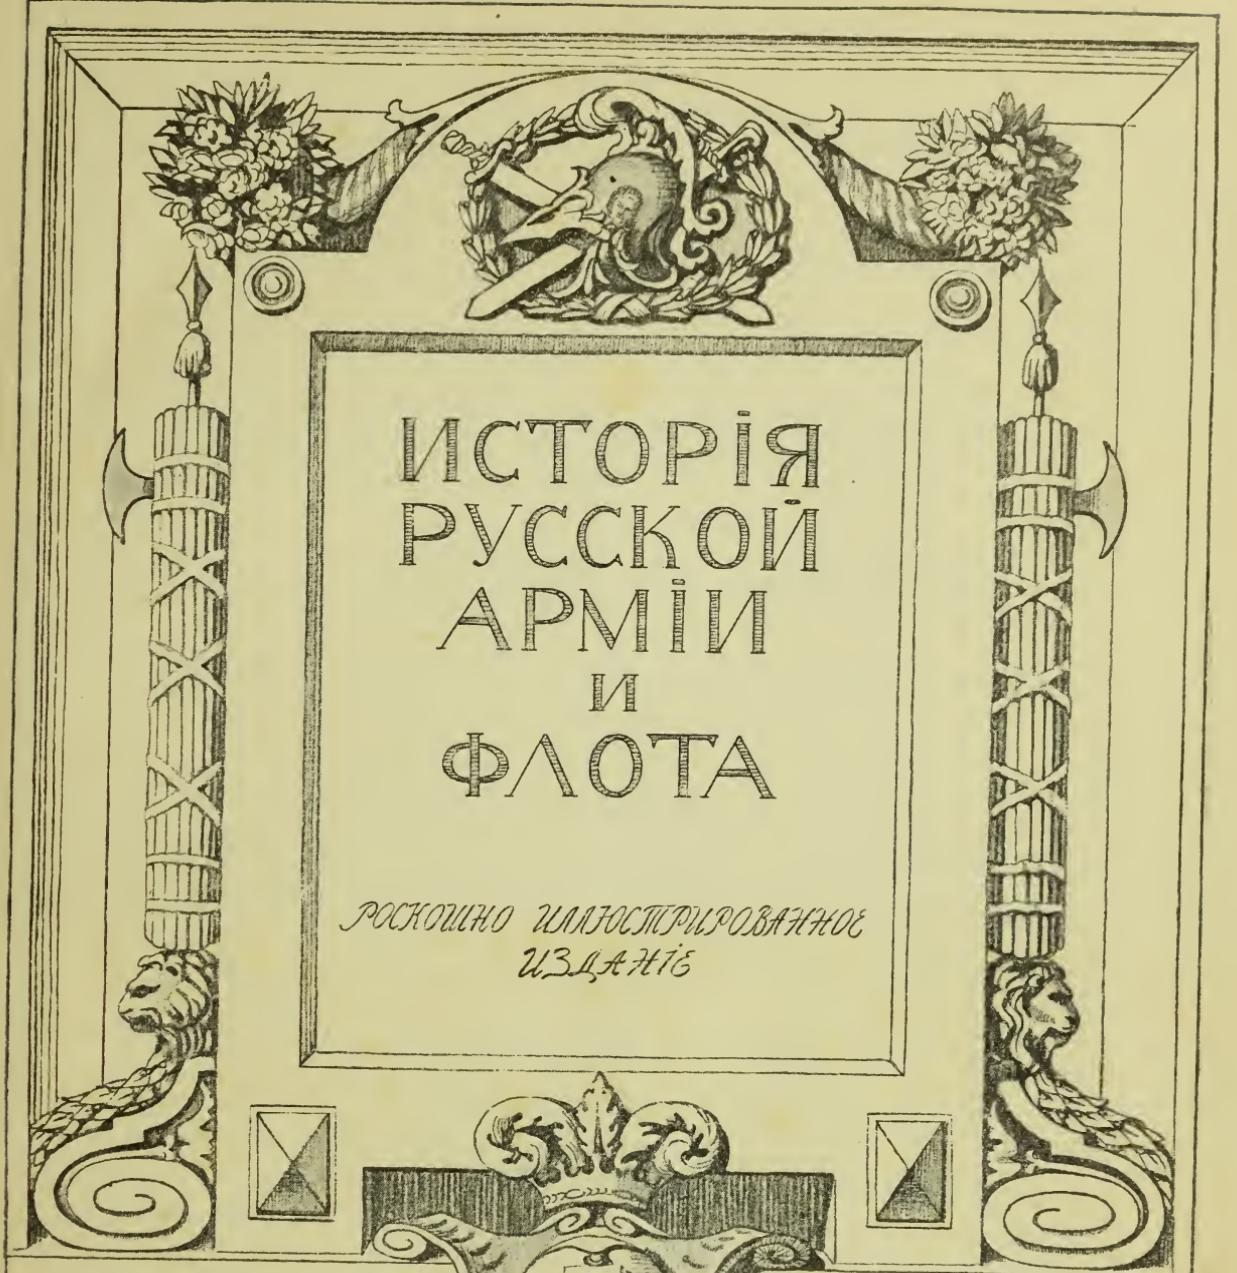 ИСТОРІЯ
РУССКОЙ
АРМІИ
И
ФЛОТА
РОСКОШНО ИЛЛЮСТРИРОВАННОЕ
ИЗДАНІЕ